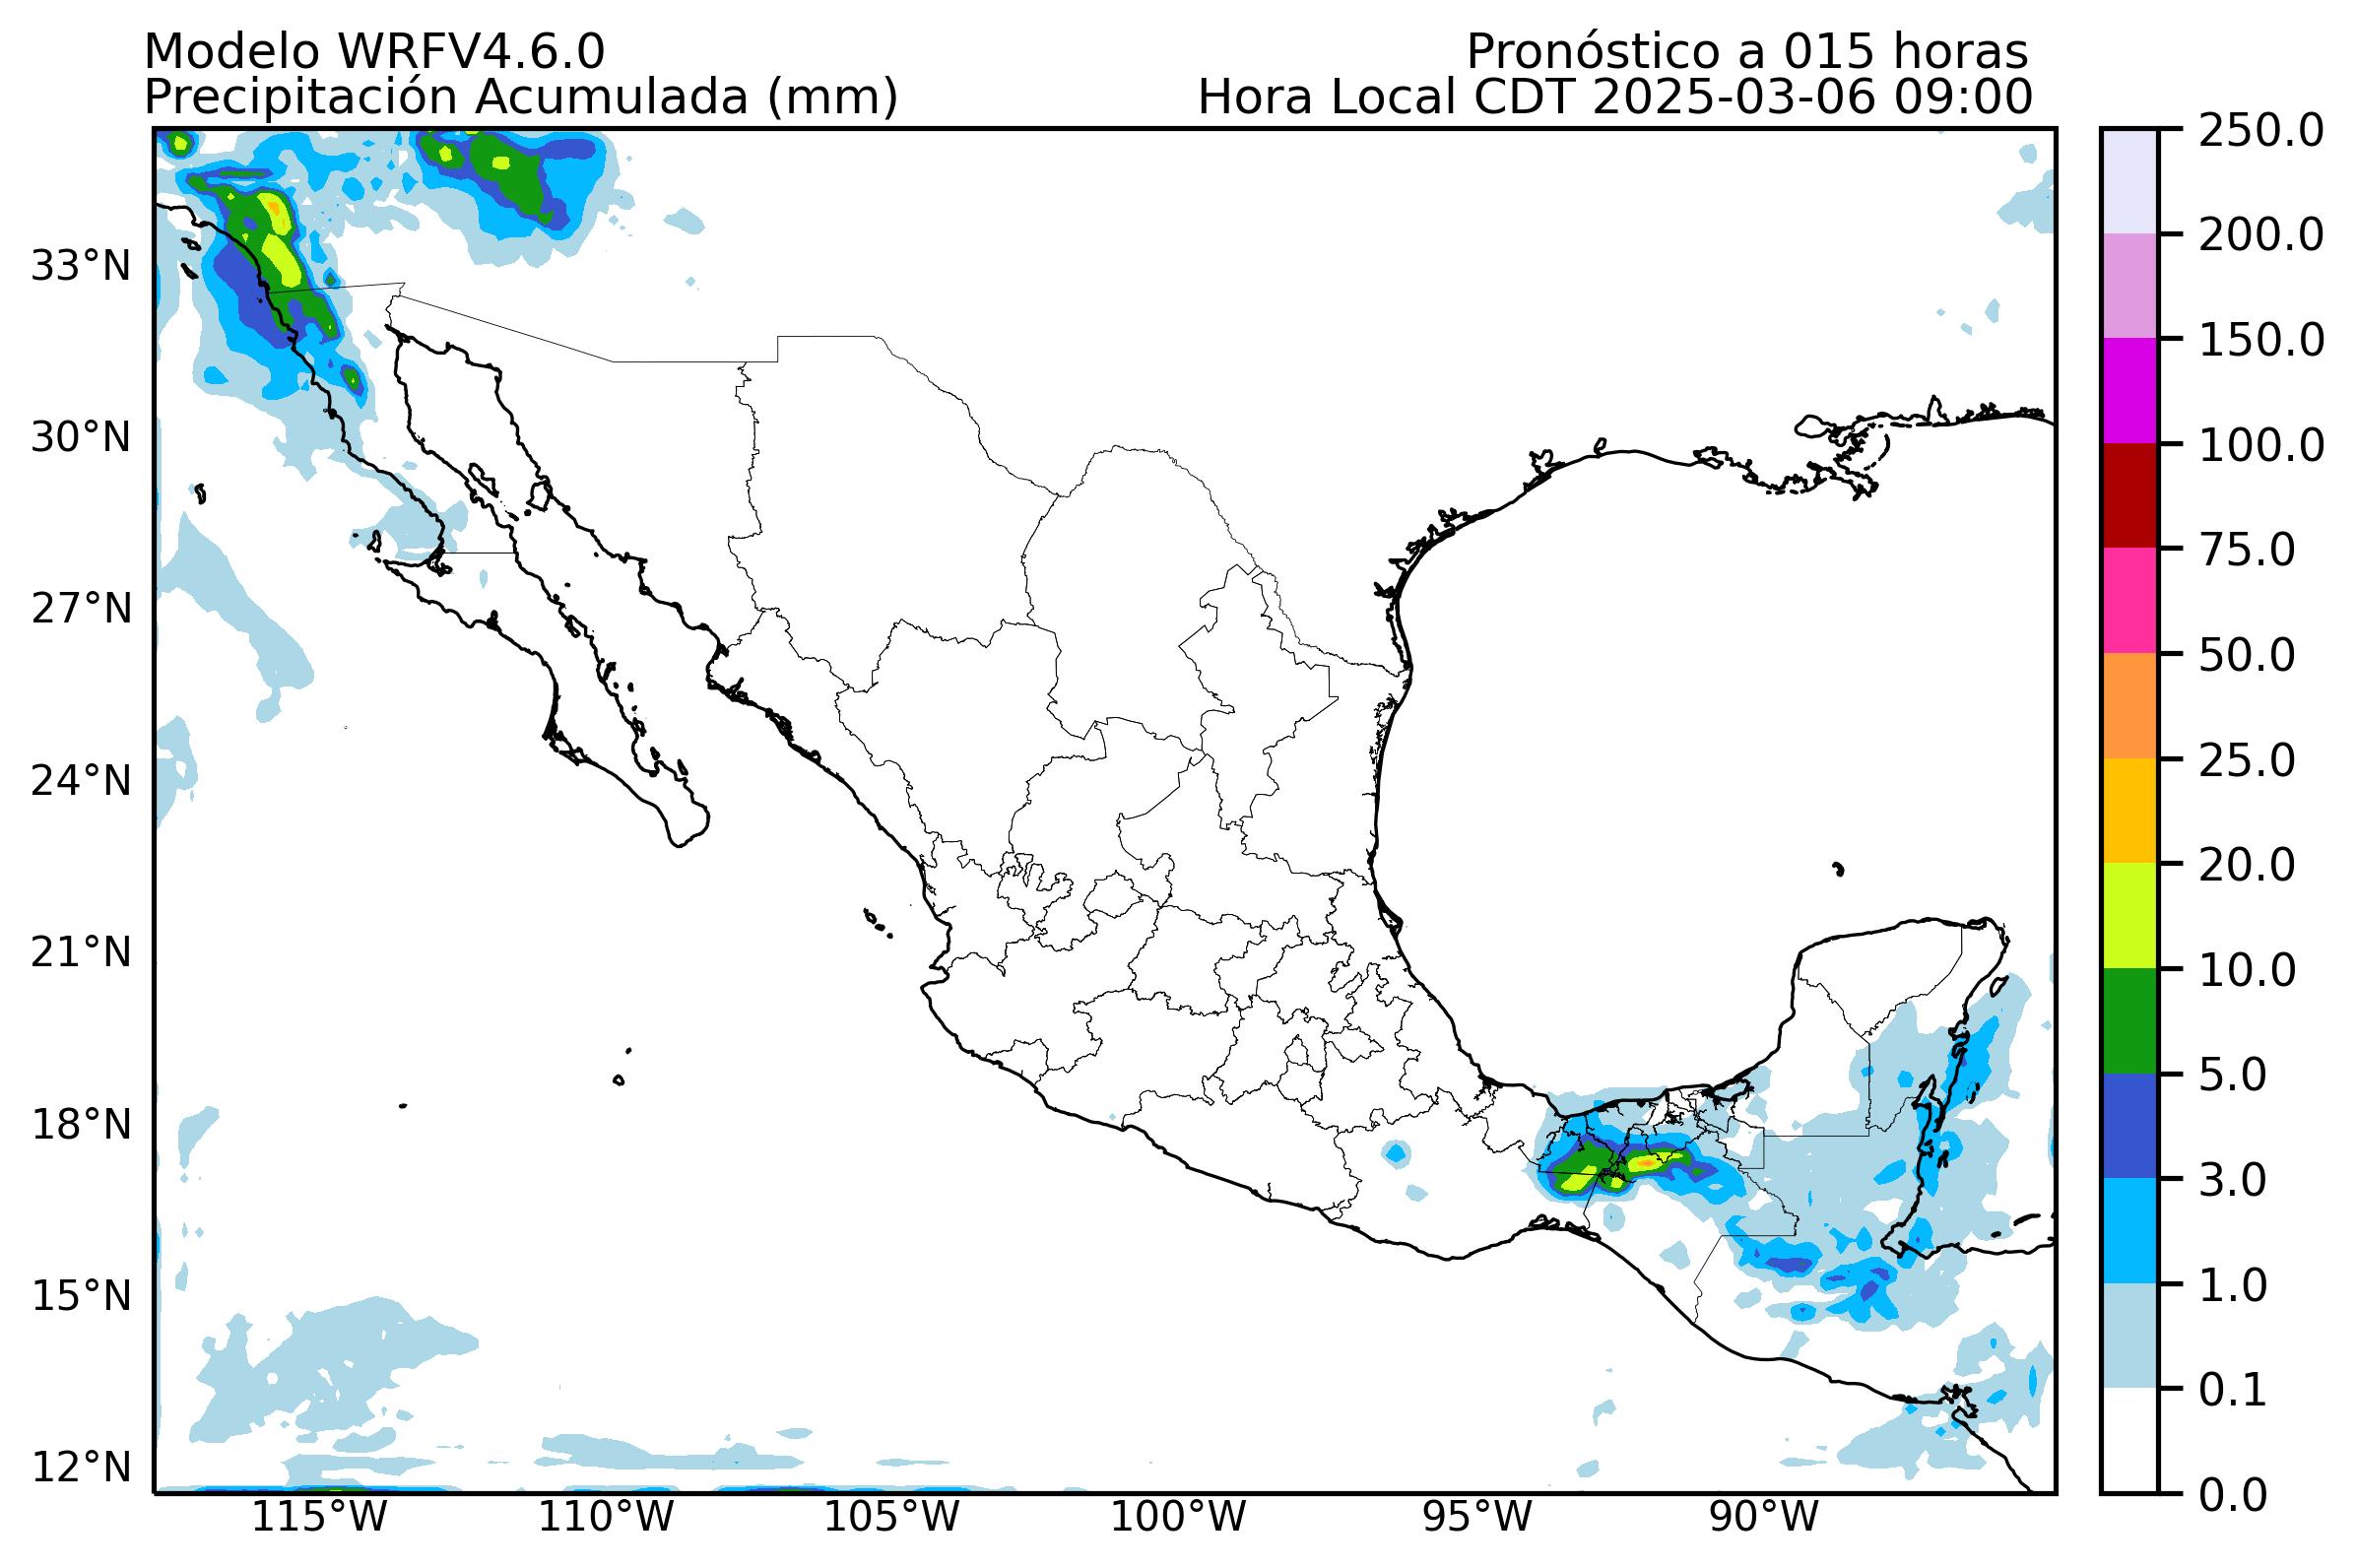 Modelo WRFV4.6.0
Pronóstico a 015 horas
Precipitación Acumulada (mm)
Hora Local CDT 2025-03-06 09:00
33°N
30°N
27°N
24°N
21°N
18°N
15°N
12°N
115°W
110°W
105°W
100°W
95°W
90°W
250.0
200.0
150.0
100.0
75.0
50.0
25.0
20.0
10.0
5.0
3.0
1.0
0.1
0.0